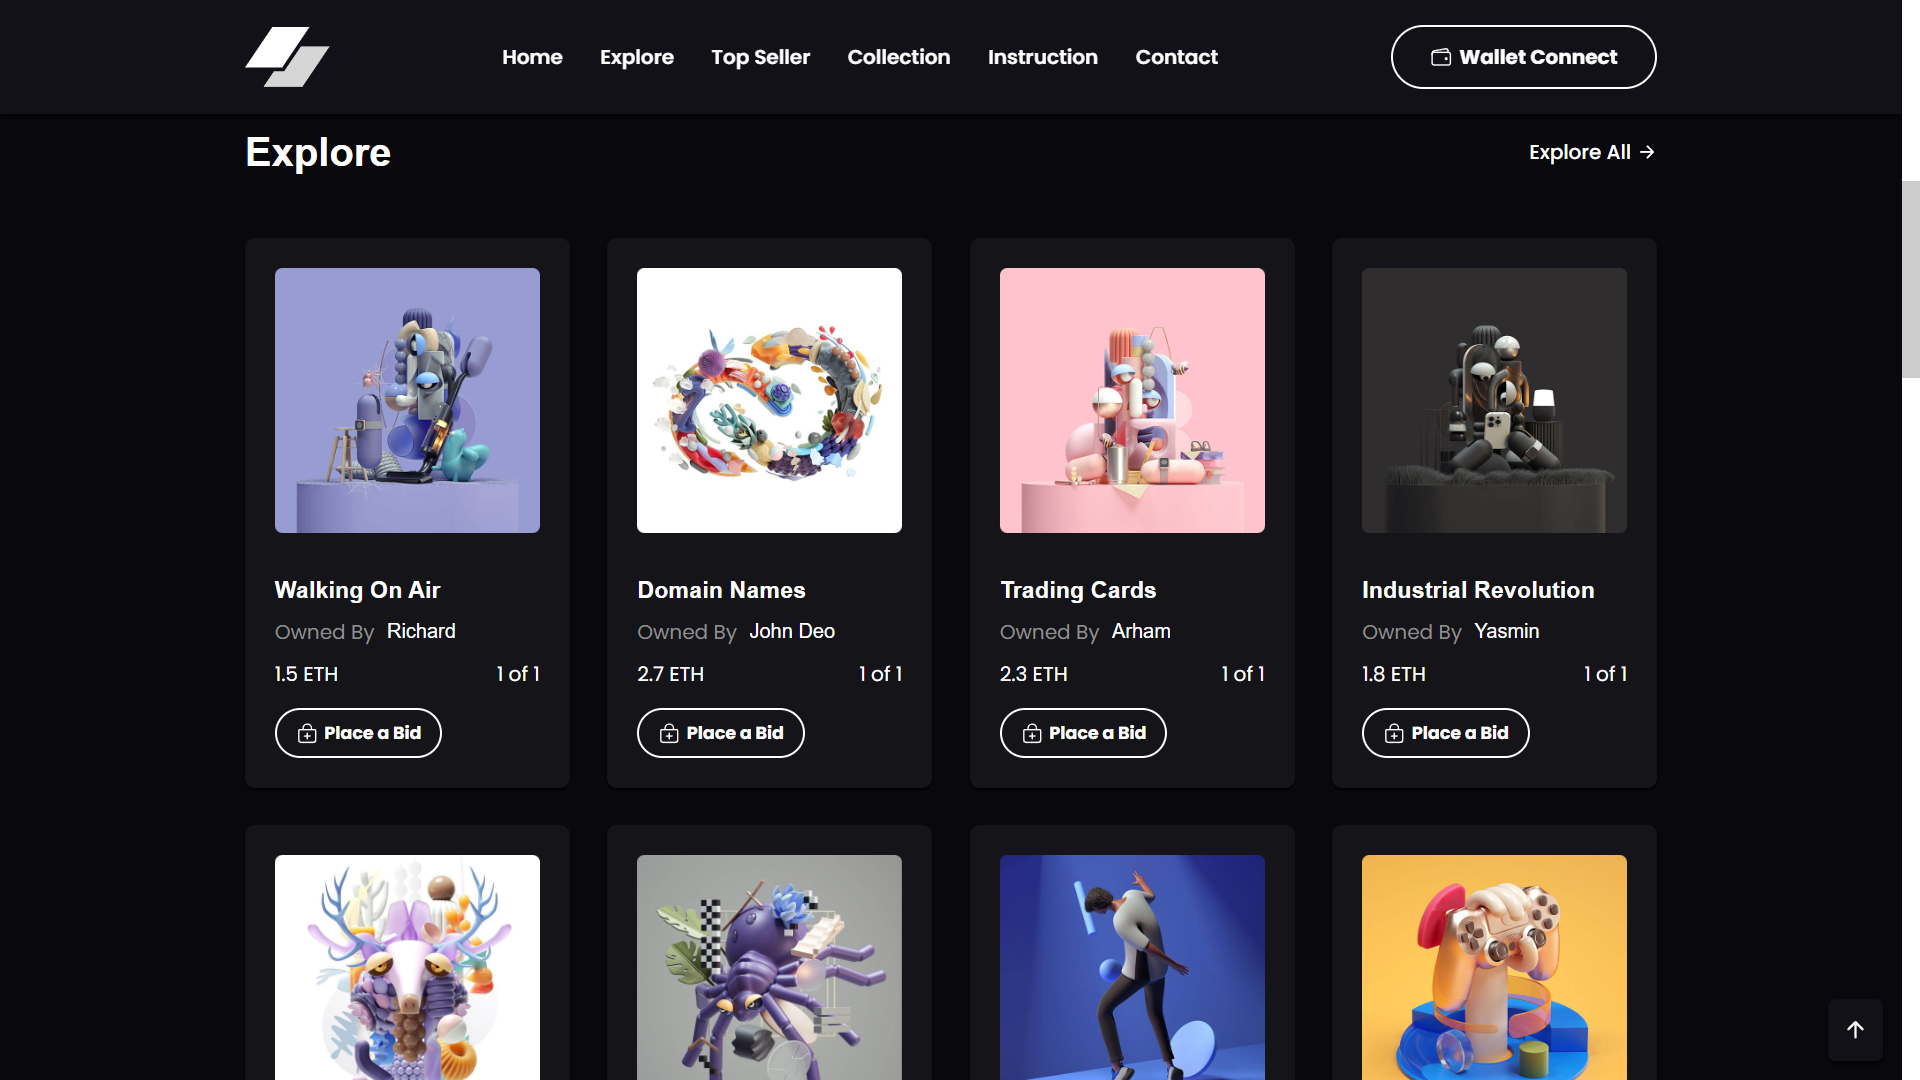 Home Explore Top Seller Collection Instruction Contact Wallet Connect
Explore
Explore All
Walking On Air
Owned By Richard
1.5 ETH 1 of 1
Place a Bid
Domain Names
Owned By John Deo
2.7 ETH 1 of 1
Place a Bid
Trading Cards
Owned By Arham
2.3 ETH 1 of 1
Place a Bid
Industrial Revolution
Owned By Yasmin
1.8 ETH 1 of 1
Place a Bid